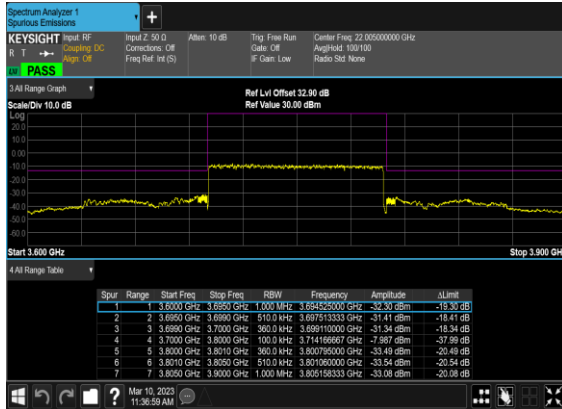 Spectrum Analyzer 1
Spurious Emissions
KEYSIGHT Input: RF Input Z: 50 Ω Atten: 10 dB Trig: Free Run Center Freq: 22.005000000 GHz
R T Coupling: DC Corrections: Off Gate: Off Avg|Hold: 100/100
Align: Off Freq Ref: Int (S) IF Gain: Low Radio Std: None
LU PASS
3 All Range Graph
Ref Lvl Offset 32.90 dB
Scale/Div 10.0 dB Ref Value 30.00 dBm
Log
20.0
10.0
0.00
-10.0
-20.0
-30.0
-40.0
-50.0
-60.0
Start 3.600 GHz Stop 3.900 GH
4 All Range Table
Spur Range Start Freq Stop Freq RBW Frequency Amplitude ΔLimit
1 1 3.6000 GHz 3.6950 GHz 1.000 MHz 3.694525000 GHz -32.30 dBm -19.30 dB
2 2 3.6950 GHz 3.6990 GHz 510.0 kHz 3.697513333 GHz -31.41 dBm -18.41 dB
3 3 3.6990 GHz 3.7000 GHz 360.0 kHz 3.699110000 GHz -31.34 dBm -18.34 dB
4 4 3.7000 GHz 3.8000 GHz 100.0 kHz 3.714166667 GHz -7.987 dBm -37.99 dB
5 5 3.8000 GHz 3.8010 GHz 360.0 kHz 3.800795000 GHz -33.49 dBm -20.49 dB
6 6 3.8010 GHz 3.8050 GHz 510.0 kHz 3.801060000 GHz -33.54 dBm -20.54 dB
7 7 3.8050 GHz 3.9000 GHz 1.000 MHz 3.805158333 GHz -33.08 dBm -20.08 dB
? Mar 10, 2023
11:36:59 AM